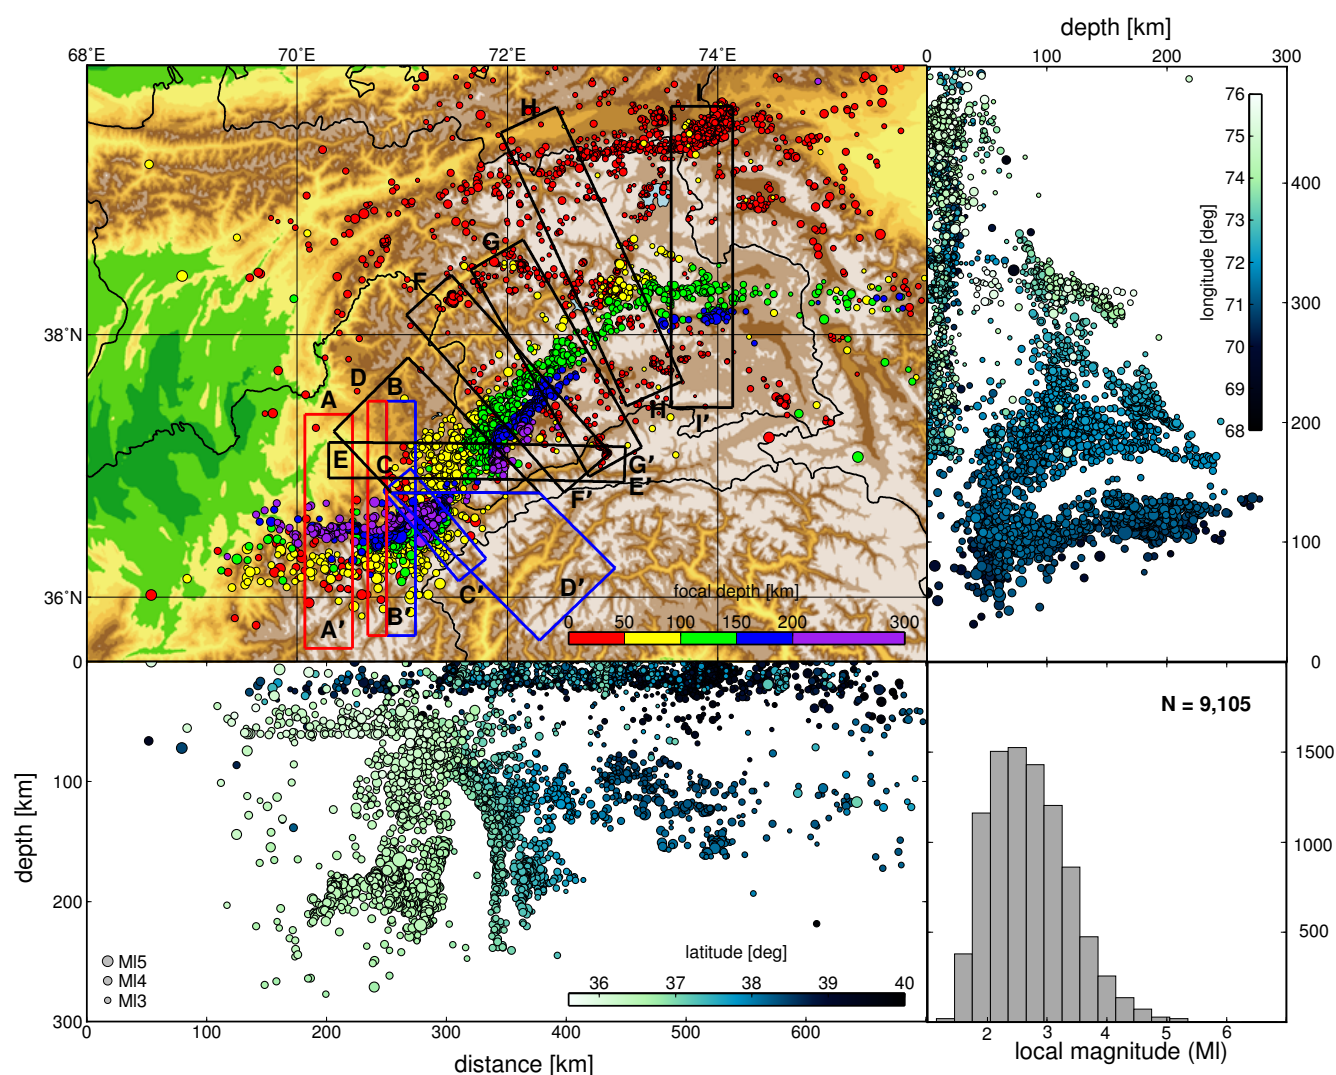 depth [km]
68°E 70°E 72°E 74°E 0 100 200 300
H I
76
75
74
73
72
71
70
69
68
longitude [deg]
400
G
F
300
38°N
D B
A
200
H'
I'
E C
G'
E'
F'
100
C' D'
focal depth [km]
36°N
B'
A'
0 50 100 150 200 300
0 0
N = 9,105
1500
100
depth [km]
1000
200
500
latitude [deg]
36 37 38 39 40
Ml5
Ml4
Ml3
300
0 100 200 300 400 500 600
2 3 4 5 6
distance [km]
local magnitude (Ml)